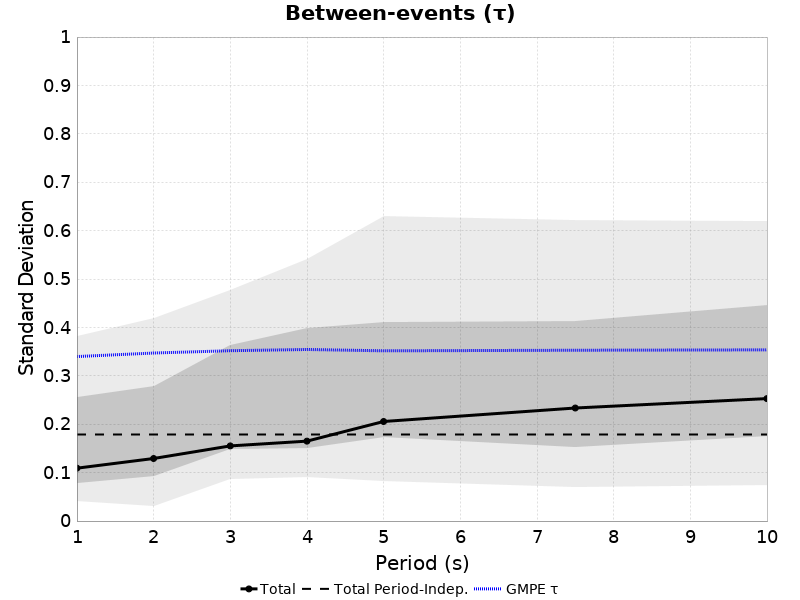 Between-events (τ)
1
0.9
0.8
0.7
0.6
0.5
0.4
0.3
0.2
0.1
0
Standard Deviation
1 2 3 4 5 6 7 8 9 10
Period (s)
Total Total Period-Indep. GMPE τ